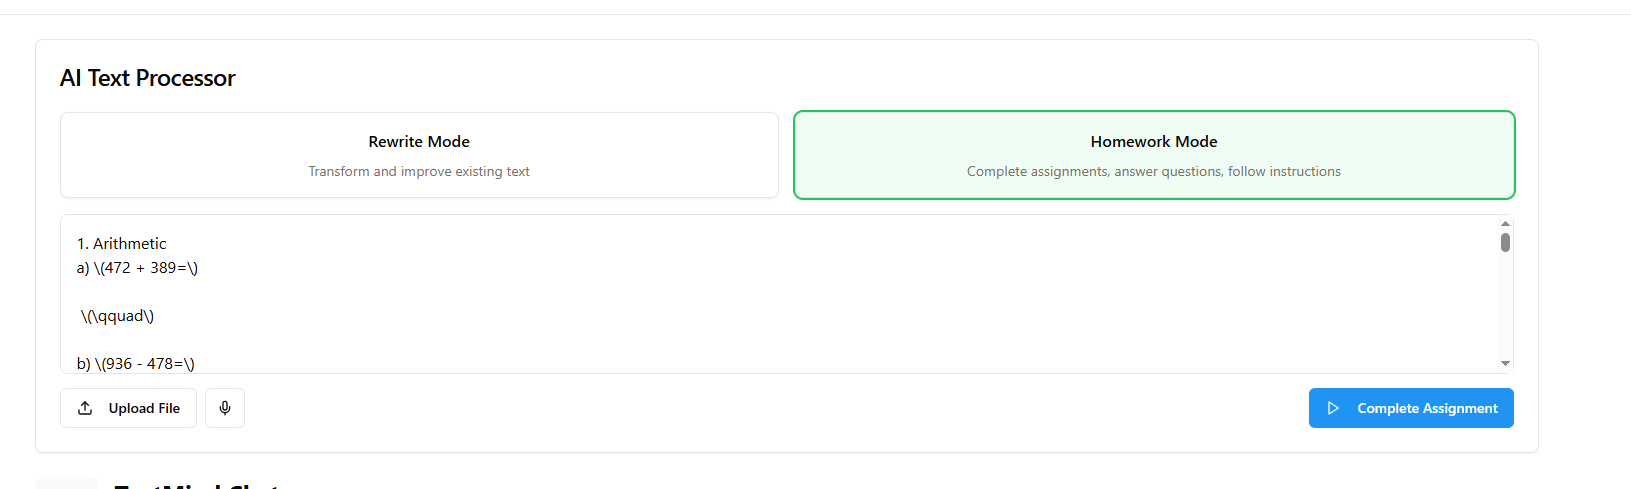 AI Text Processor
Rewrite Mode
Transform and improve existing text
Homework Mode
Complete assignments, answer questions, follow instructions
1. Arithmetic
a) \(472 + 389=\)
\(\qquad\)
b) \(936 - 478=\)
Upload File
Complete Assignment